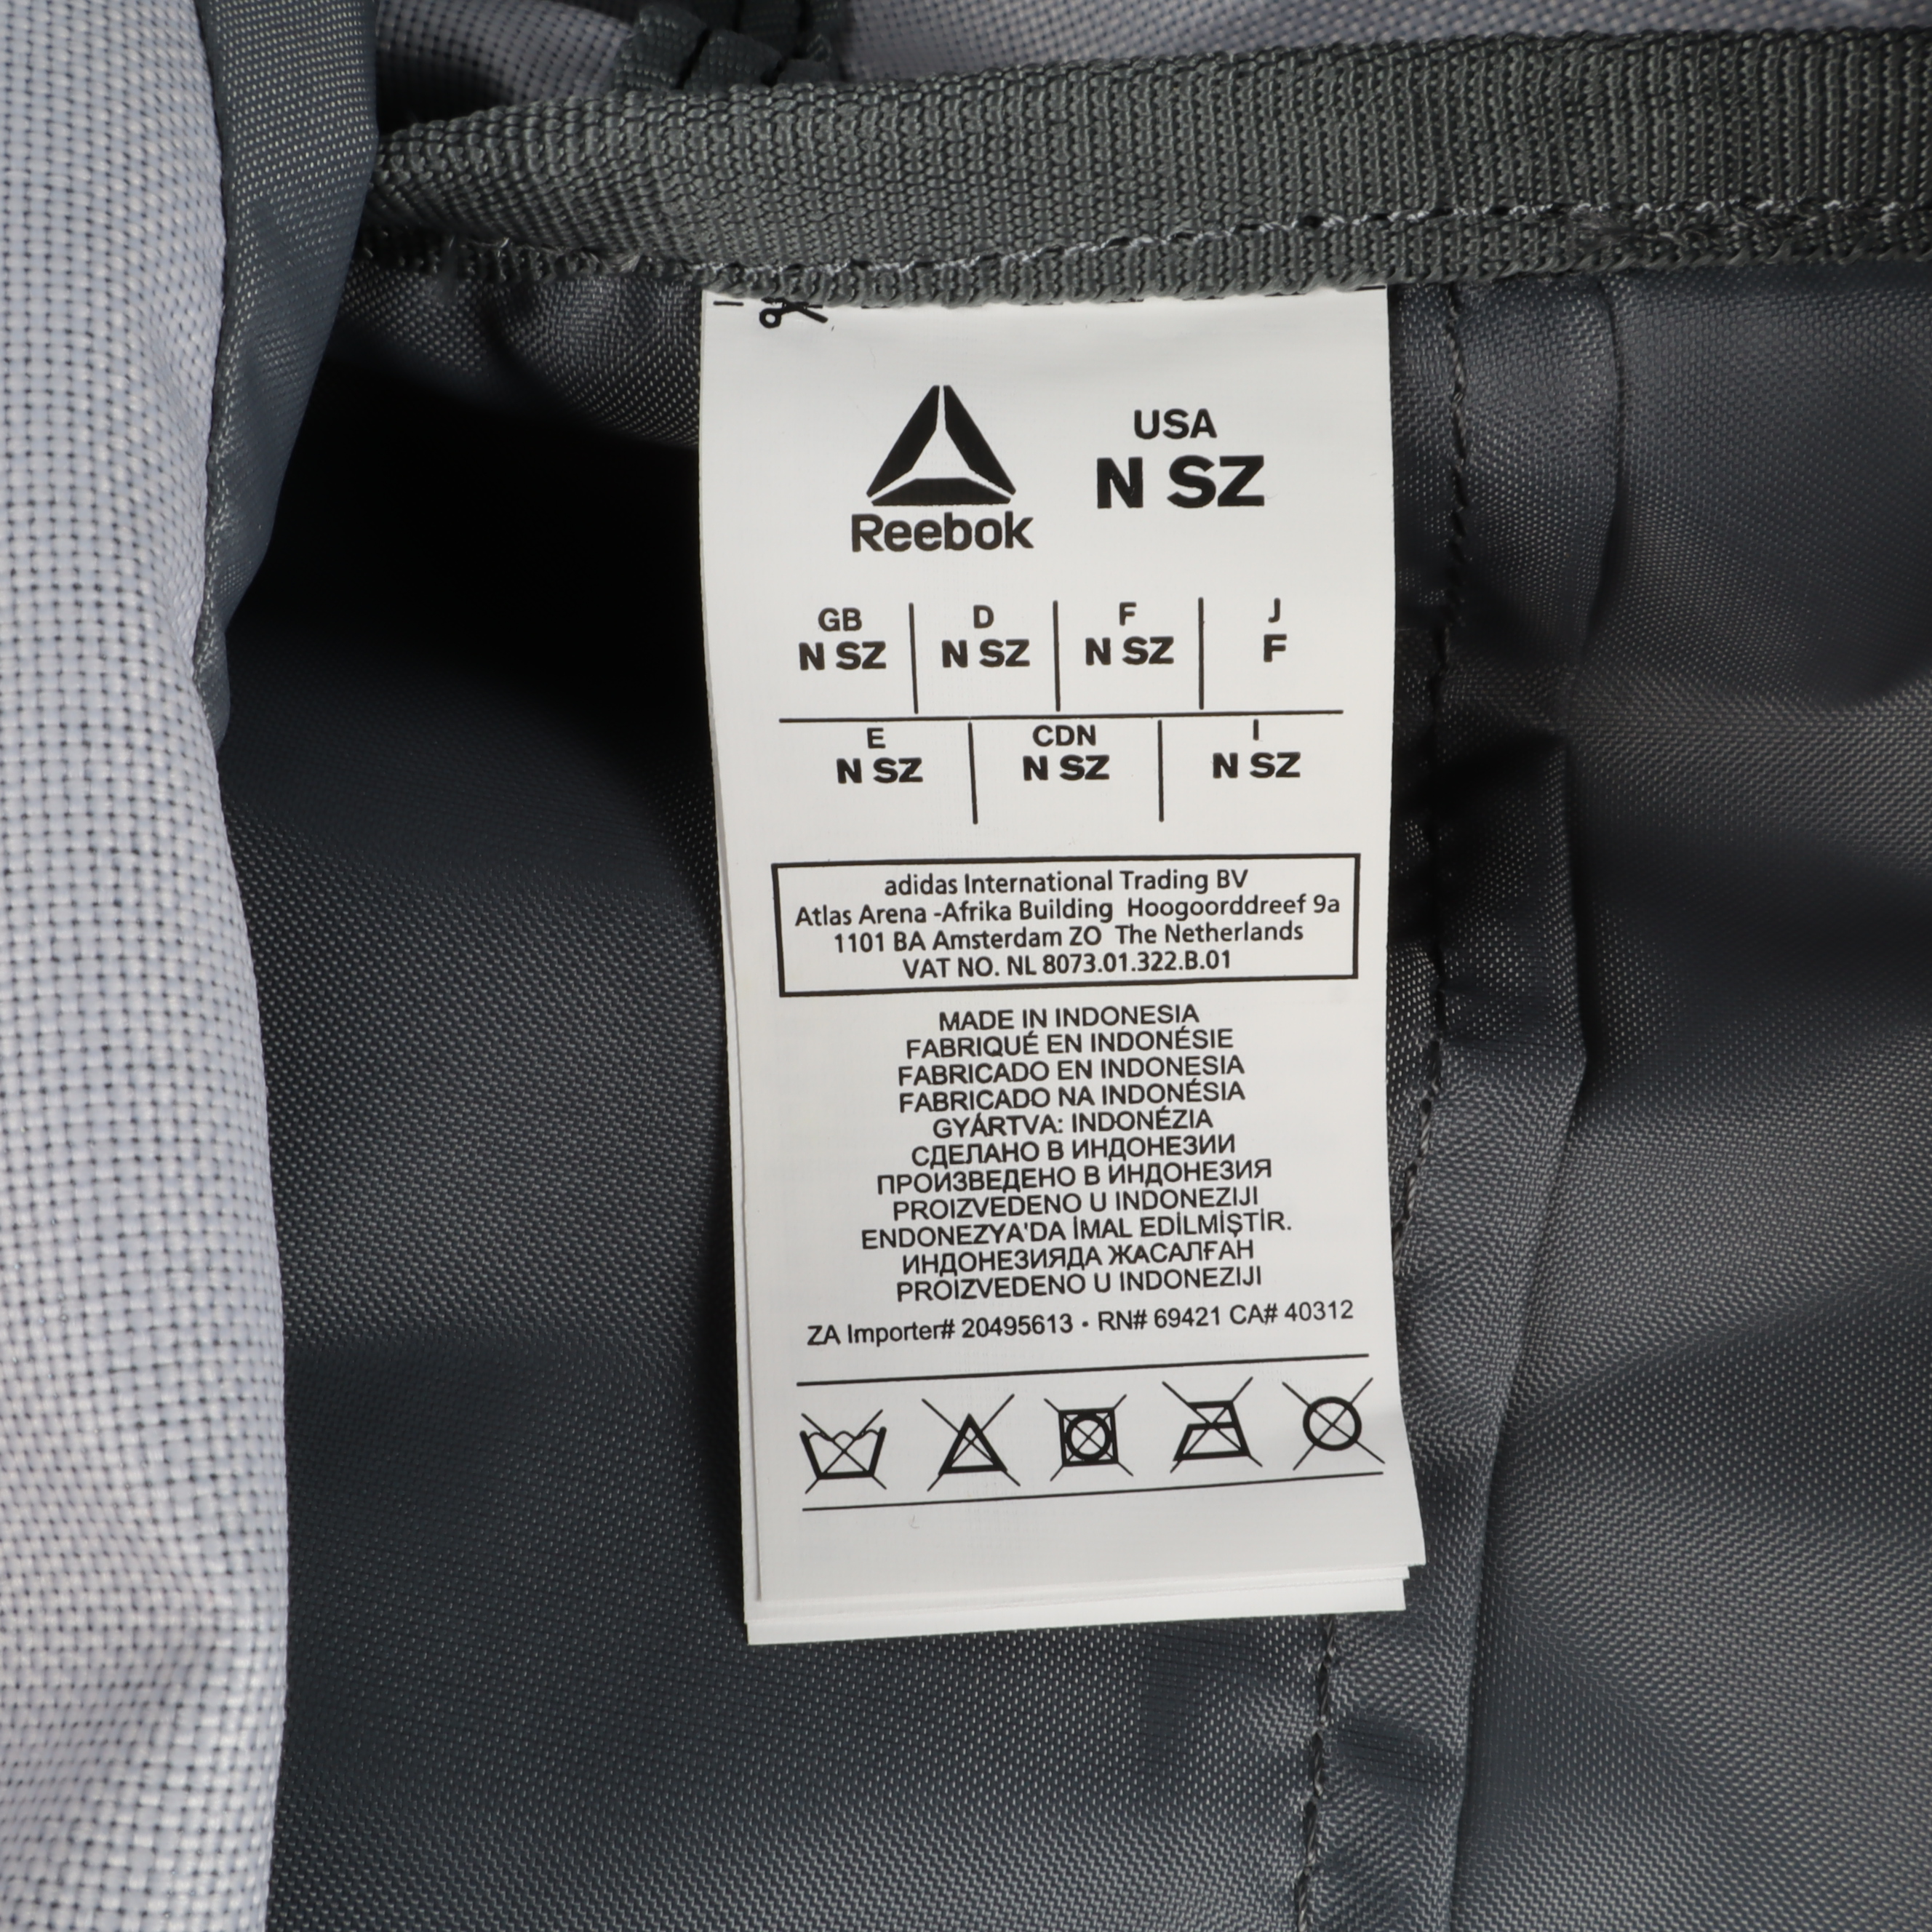 Reebok
USA
N SZ
GB D F J
N SZ N SZ N SZ F
E CDN I
N SZ N SZ N SZ
adidas International Trading BV
Atlas Arena -Afrika Building Hoogoorddreef 9a
1101 BA Amsterdam ZO The Netherlands
VAT NO. NL 8073.01.322.B.01
MADE IN INDONESIA
FABRIQUÉ EN INDONÉSIE
FABRICADO EN INDONESIA
FABRICADO NA INDONÉSIA
GYÁRTVA: INDONÉZIA
СДЕЛАНО В ИНДОНЕЗИИ
ПРОИЗВЕДЕНО В ИНДОНЕЗИЯ
PROIZVEDENO U INDONEZIJI
ENDONEZYA'DA İMAL EDİLMİŞTİR.
ИНДОНЕЗИЯДА ЖАСАЛҒАН
PROIZVEDENO U INDONEZIJI
ZA Importer# 20495613 • RN# 69421 CA# 40312